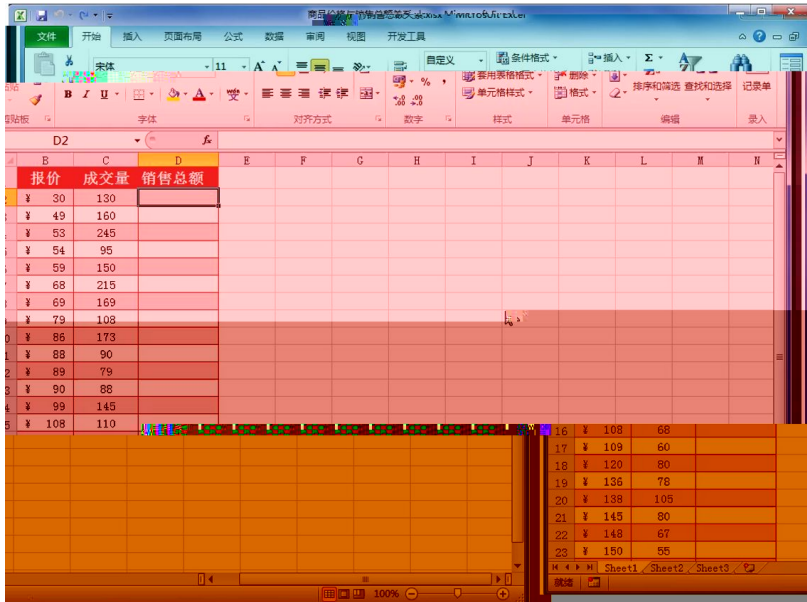 文件 开始 插入 页面布局 公式 数据 审阅 视图 开发工具
宋体 11 A A 自定义 条件格式 插入 Σ
B I U A wén % , 套用表格格式 删除 排序和筛选 查找和选择 记录单
单元格样式 格式
剪贴板 字体 对齐方式 数字 样式 单元格 编辑 录入
D2 fx
B C D E F G H I J K L M N
报价 成交量 销售总额
¥ 30 130
¥ 49 160
¥ 53 245
¥ 54 95
¥ 59 150
¥ 68 215
¥ 69 169
¥ 79 108
¥ 86 173
¥ 88 90
¥ 89 79
¥ 90 88
¥ 99 145
¥ 108 110
16 ¥ 108 68
17 ¥ 109 60
18 ¥ 120 80
19 ¥ 136 78
20 ¥ 138 105
21 ¥ 145 80
22 ¥ 148 67
23 ¥ 150 55
Sheet1 Sheet2 Sheet3
就绪
100%